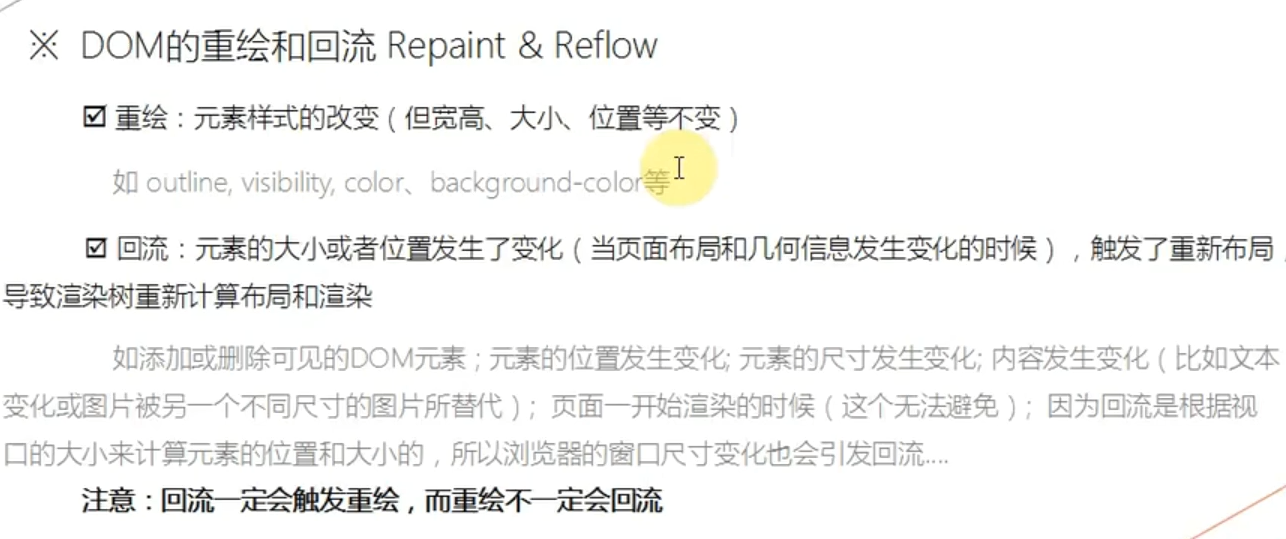 ※ DOM的重绘和回流 Repaint & Reflow
☑ 重绘：元素样式的改变（但宽高、大小、位置等不变）
如 outline, visibility, color、background-color等
☑ 回流：元素的大小或者位置发生了变化（当页面布局和几何信息发生变化的时候），触发了重新布局，
导致渲染树重新计算布局和渲染
如添加或删除可见的DOM元素；元素的位置发生变化; 元素的尺寸发生变化; 内容发生变化（比如文本
变化或图片被另一个不同尺寸的图片所替代）；页面一开始渲染的时候（这个无法避免）；因为回流是根据视
口的大小来计算元素的位置和大小的，所以浏览器的窗口尺寸变化也会引发回流....
注意：回流一定会触发重绘，而重绘不一定会回流